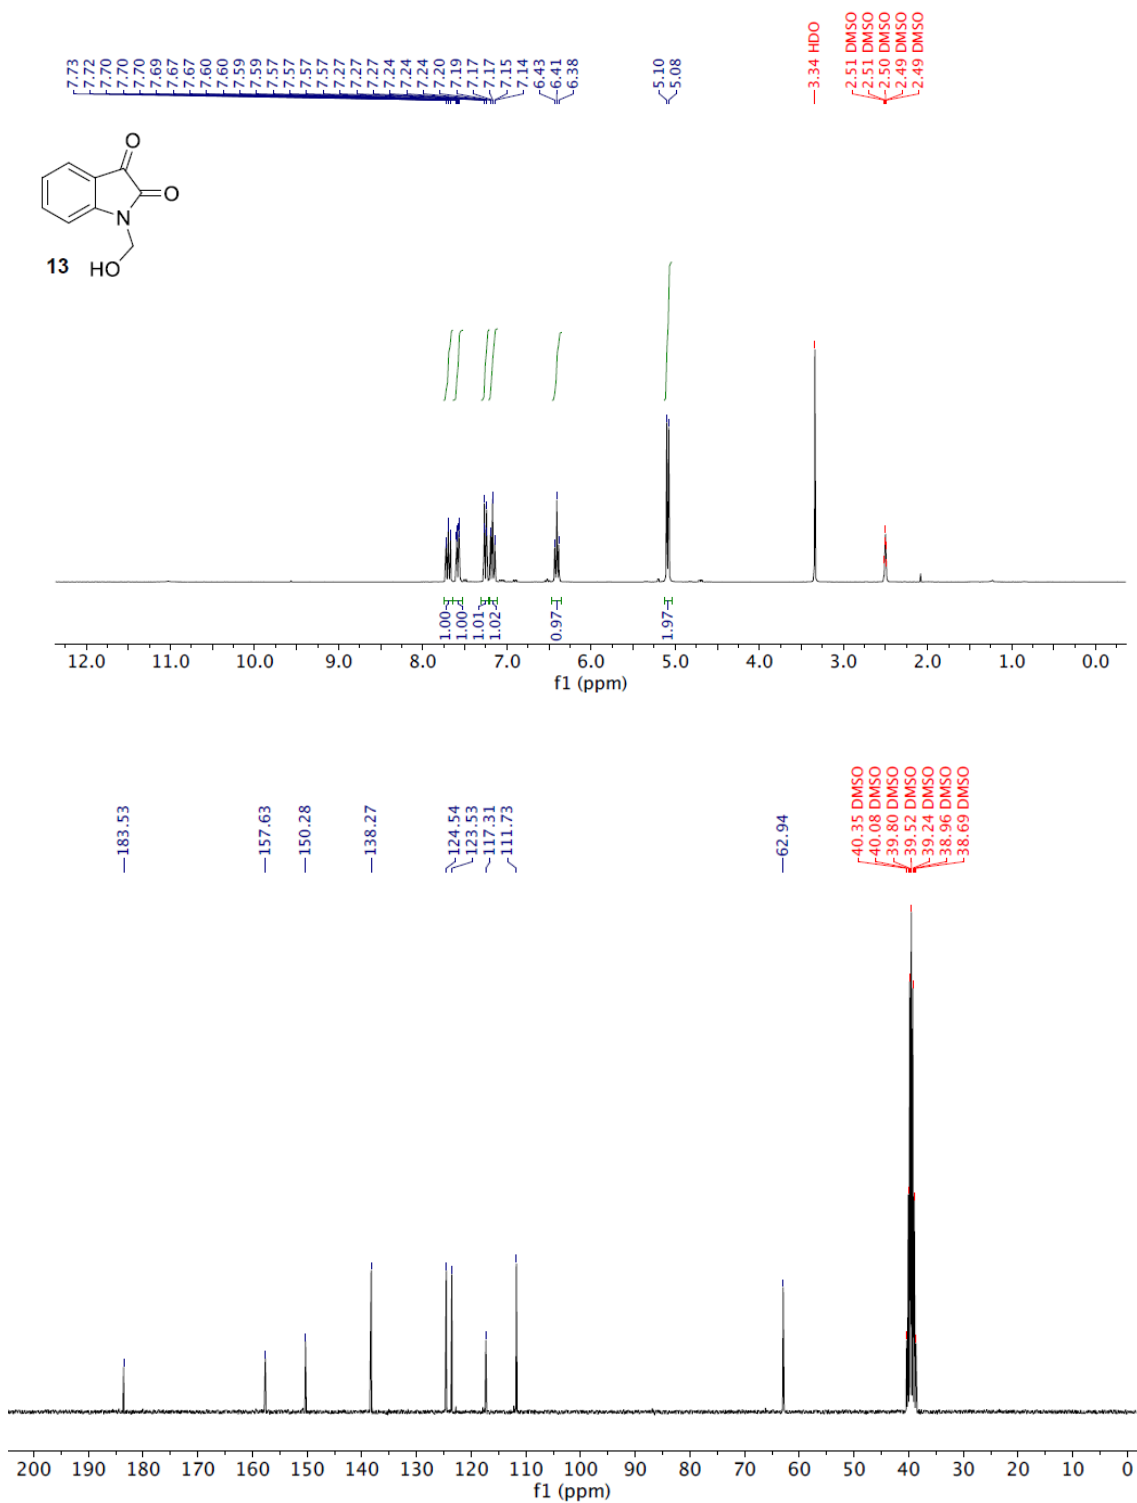 7.73
7.72
7.70
7.70
7.70
7.69
7.67
7.67
7.60
7.60
7.59
7.59
7.57
7.57
7.57
7.57
7.27
7.27
7.27
7.24
7.24
7.24
7.20
7.19
7.17
7.17
7.15
7.14
6.43
6.41
6.38
5.10
5.08
3.34 HDO
2.51 DMSO
2.51 DMSO
2.50 DMSO
2.49 DMSO
2.49 DMSO
O
O
N
13 HO
1.00
1.00
1.01
1.02
0.97
1.97
12.0 11.0 10.0 9.0 8.0 7.0 6.0 5.0 4.0 3.0 2.0 1.0 0.0
f1 (ppm)
183.53
157.63
150.28
138.27
124.54
123.53
117.31
111.73
62.94
40.35 DMSO
40.08 DMSO
39.80 DMSO
39.52 DMSO
39.24 DMSO
38.96 DMSO
38.69 DMSO
200 190 180 170 160 150 140 130 120 110 100 90 80 70 60 50 40 30 20 10 0
f1 (ppm)